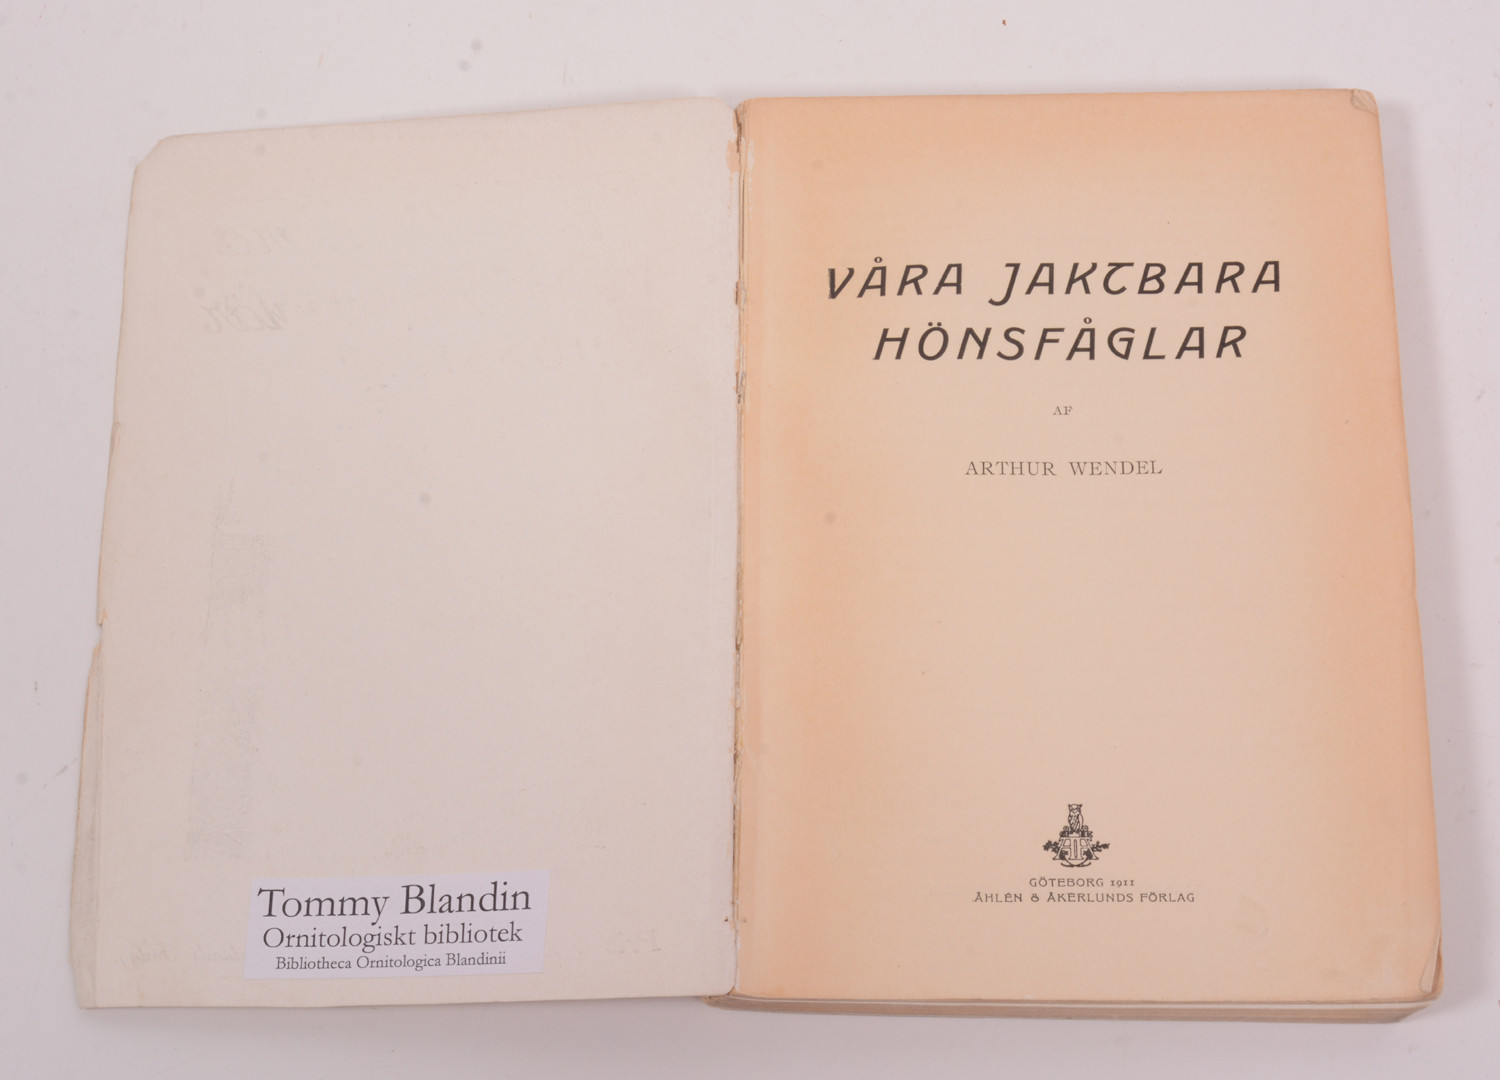 Tommy Blandin
Ornitologiskt bibliotek
Bibliotheca Ornitologica Blandinii
VÅRA JAKTBARA
HÖNSFÅGLAR
AF
ARTHUR WENDEL
GÖTEBORG 1911
ÅHLÉN & ÅKERLUNDS FÖRLAG